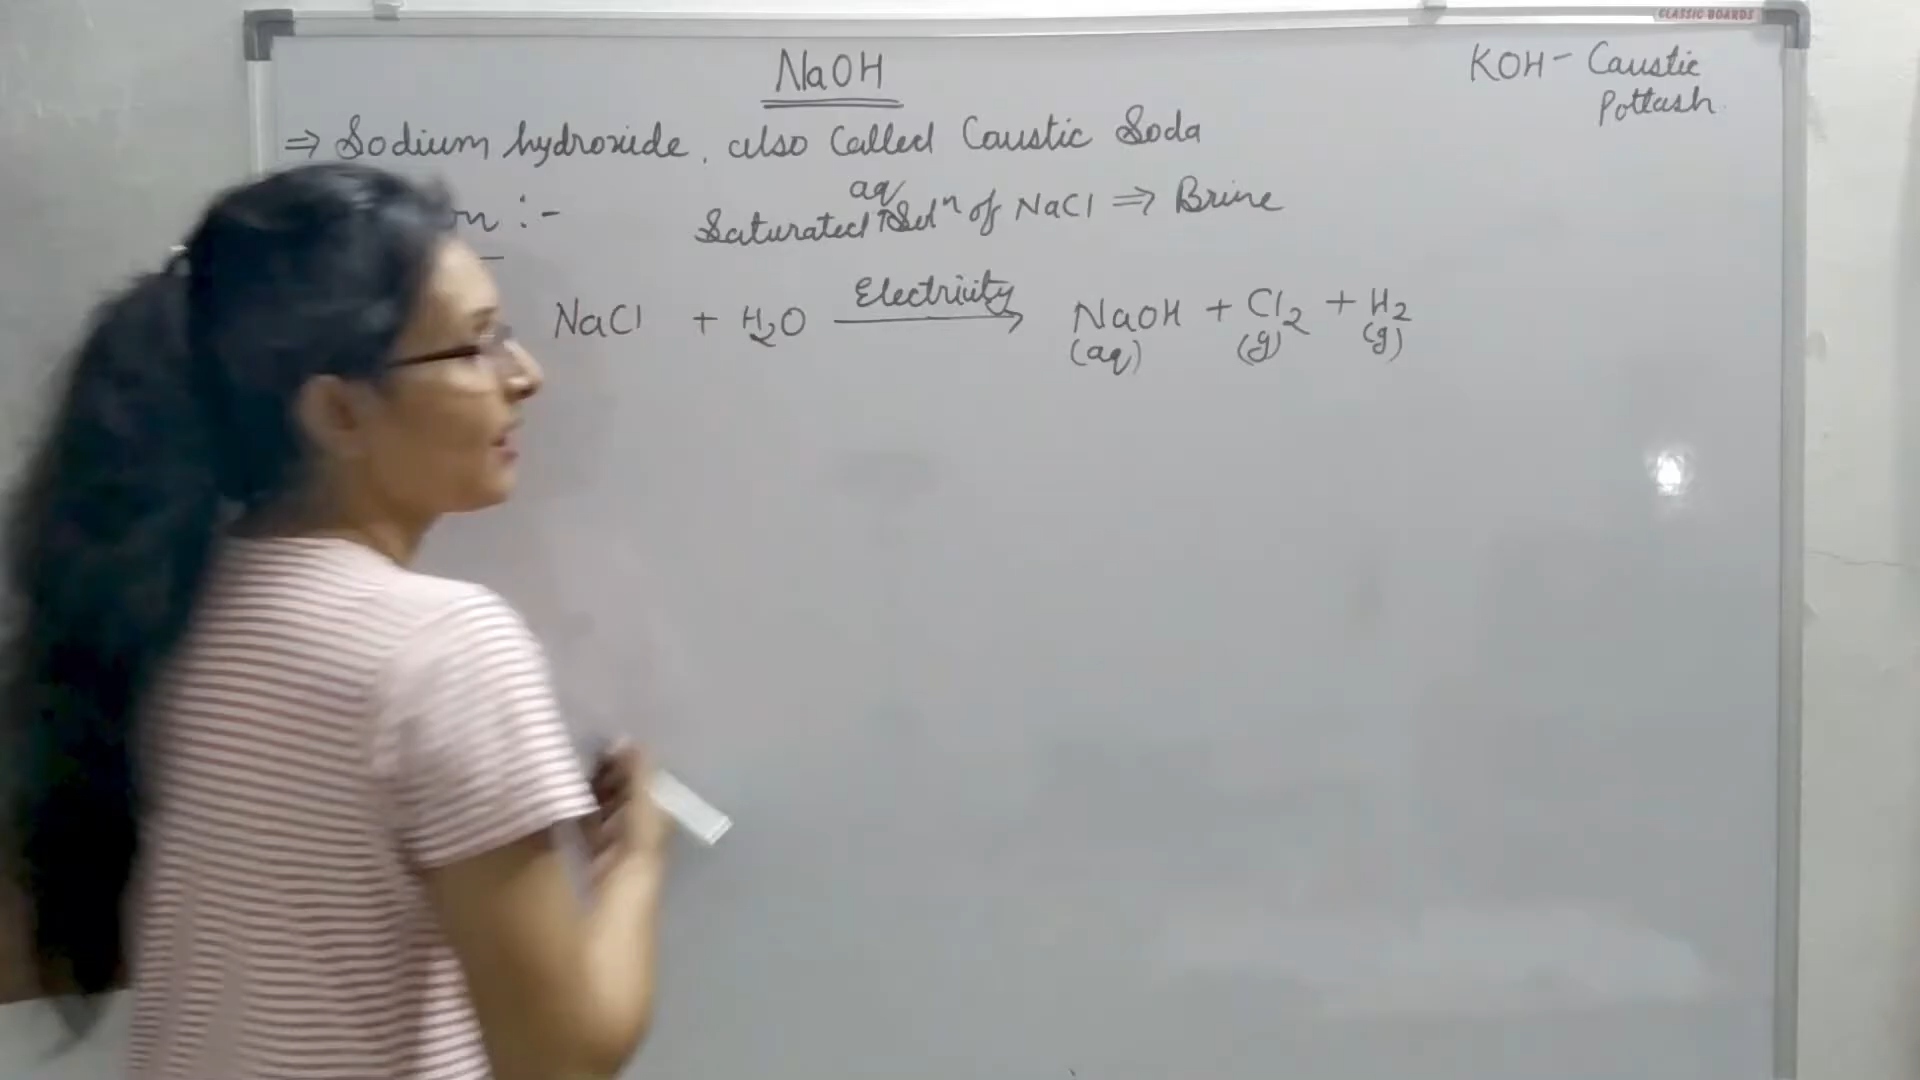 CLASSIC BOARDS
NaOH
KOH - Caustic
Pottash
⇒ Sodium hydroxide, also Called Caustic Soda
:-
aq
Saturated ↑ Solⁿ of NaCl ⇒ Brine
Electricity
NaCl + H₂O ⟶ NaOH + Cl₂ + H₂
(aq) (g) (g)